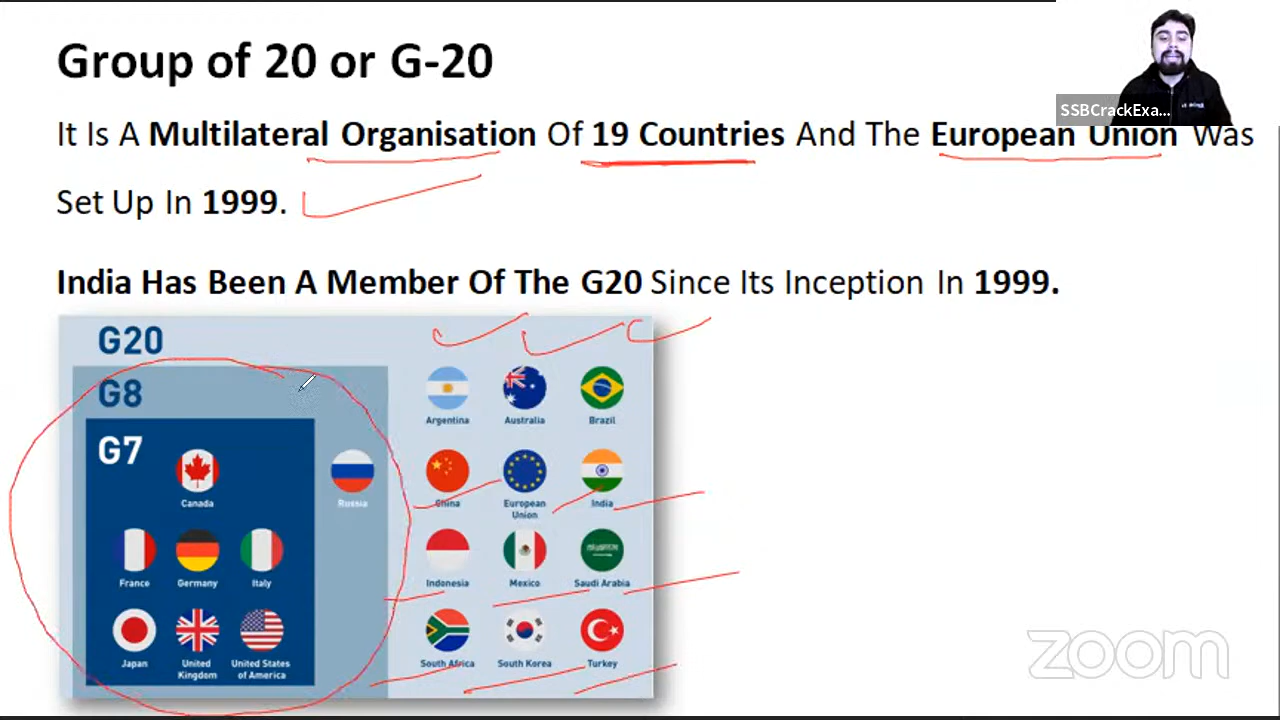 Group of 20 or G-20
SSBCrackExa...
It Is A Multilateral Organisation Of 19 Countries And The European Union Was
Set Up In 1999.
India Has Been A Member Of The G20 Since Its Inception In 1999.
G20
G8
G7
Argentina Australia Brazil
Canada Russia China European Union India
France Germany Italy Indonesia Mexico Saudi Arabia
Japan United Kingdom United States of America South Africa South Korea Turkey
zoom